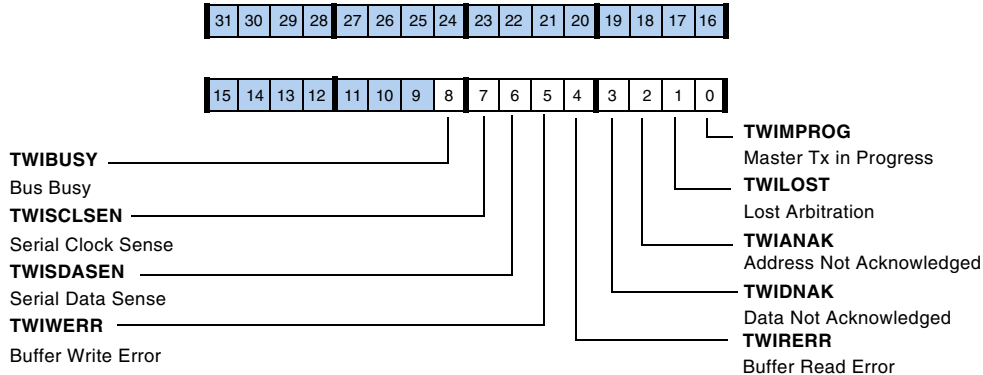 31 30 29 28 27 26 25 24 23 22 21 20 19 18 17 16
15 14 13 12 11 10 9 8 7 6 5 4 3 2 1 0
TWIBUSY
Bus Busy
TWISCLSEN
Serial Clock Sense
TWISDASEN
Serial Data Sense
TWIWERR
Buffer Write Error
TWIMPROG
Master Tx in Progress
TWILOST
Lost Arbitration
TWIANAK
Address Not Acknowledged
TWIDNAK
Data Not Acknowledged
TWIRERR
Buffer Read Error